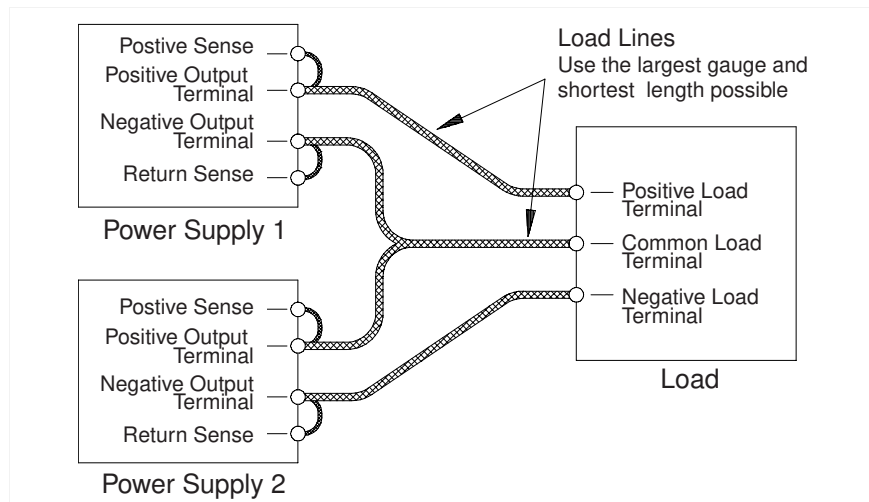 Postive Sense
Positive Output
Terminal
Negative Output
Terminal
Return Sense
Power Supply 1
Load Lines
Use the largest gauge and
shortest length possible
Positive Load
Terminal
Common Load
Terminal
Negative Load
Terminal
Load
Postive Sense
Positive Output
Terminal
Negative Output
Terminal
Return Sense
Power Supply 2